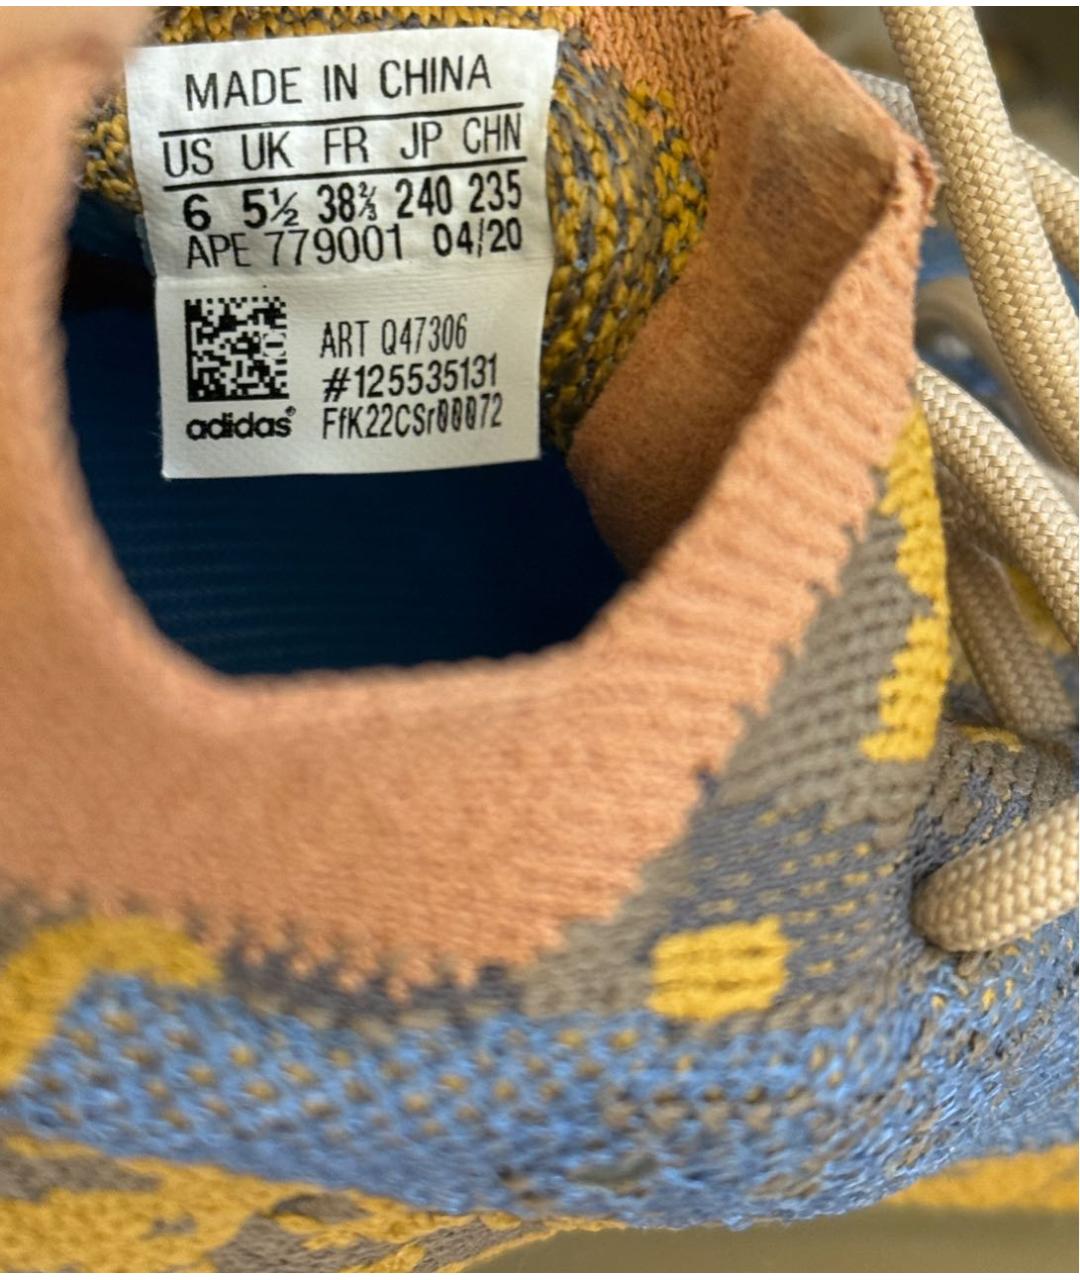 MADE IN CHINA
US UK FR JP CHN
6 5½ 38⅔ 240 235
APE 779001 04/20
ART Q47306
#125535131
FfK22CSr00072
adidas®